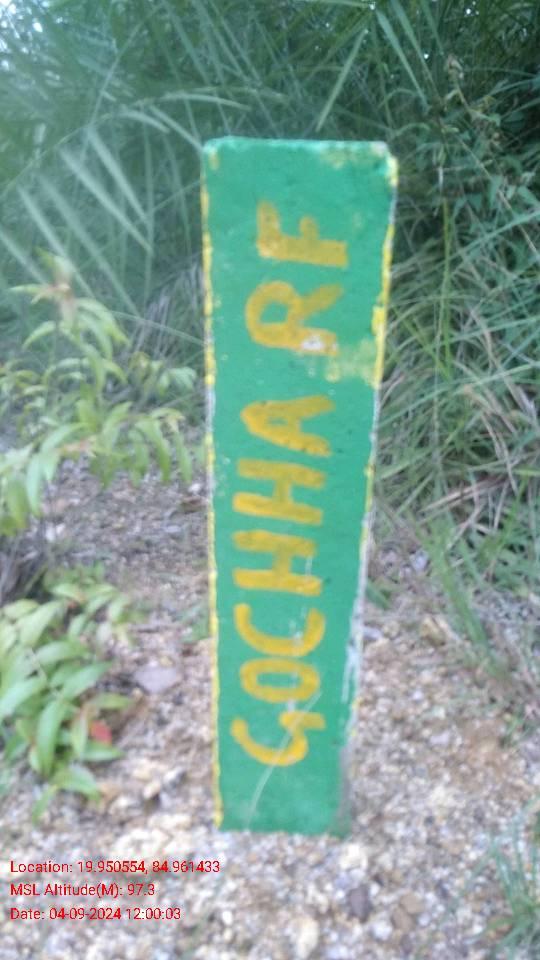 GOCHHA RF
Location: 19.950554, 84.961433
MSL Altitude(M): 97.3
Date: 04-09-2024 12:00:03